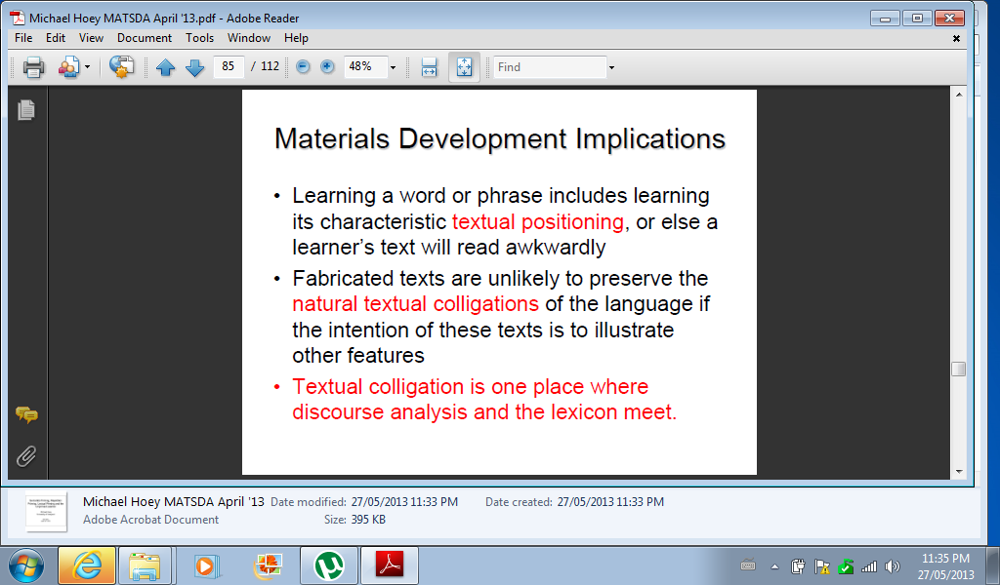 Michael Hoey MATSDA April '13.pdf - Adobe Reader
File Edit View Document Tools Window Help
85 / 112 48% Find
Materials Development Implications
• Learning a word or phrase includes learning
its characteristic textual positioning, or else a
learner's text will read awkwardly
• Fabricated texts are unlikely to preserve the
natural textual colligations of the language if
the intention of these texts is to illustrate
other features
• Textual colligation is one place where
discourse analysis and the lexicon meet.
Michael Hoey MATSDA April '13 Date modified: 27/05/2013 11:33 PM Date created: 27/05/2013 11:33 PM
Adobe Acrobat Document Size: 395 KB
11:35 PM
27/05/2013